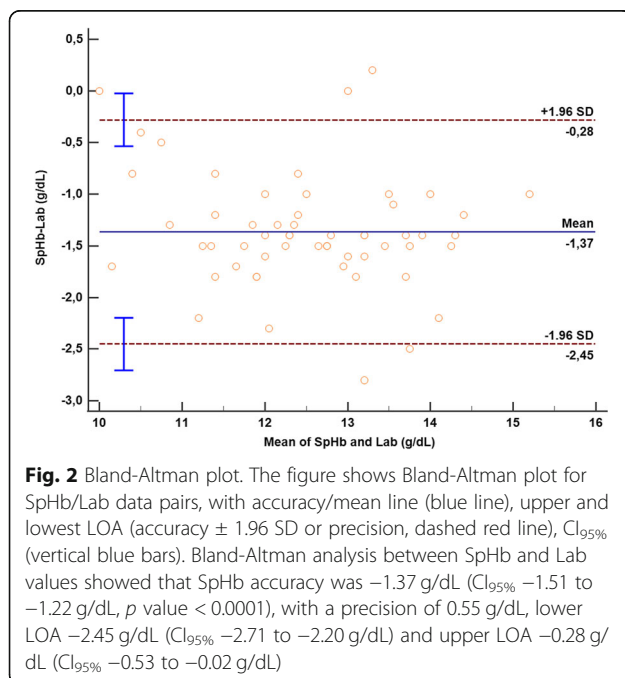 0,5
0,0
-0,5
-1,0
-1,5
-2,0
-2,5
-3,0
SpHb-Lab (g/dL)
+1.96 SD
-0,28
Mean
-1,37
-1.96 SD
-2,45
10 11 12 13 14 15 16
Mean of SpHb and Lab (g/dL)
Fig. 2 Bland-Altman plot. The figure shows Bland-Altman plot for
SpHb/Lab data pairs, with accuracy/mean line (blue line), upper and
lowest LOA (accuracy ± 1.96 SD or precision, dashed red line), CI95%
(vertical blue bars). Bland-Altman analysis between SpHb and Lab
values showed that SpHb accuracy was −1.37 g/dL (CI95% −1.51 to
−1.22 g/dL, p value < 0.0001), with a precision of 0.55 g/dL, lower
LOA −2.45 g/dL (CI95% −2.71 to −2.20 g/dL) and upper LOA −0.28 g/
dL (CI95% −0.53 to −0.02 g/dL)